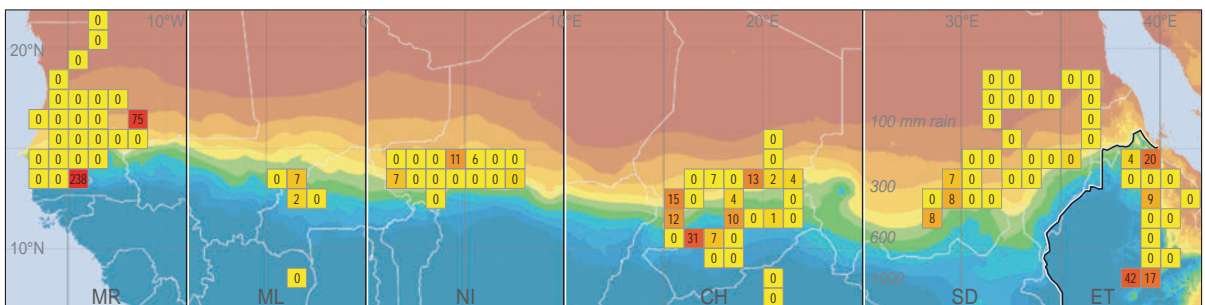 0 10°W 0° 10°E 20°E 30°E 40°E
0
20°N 0
0 0 0 0 0
0 0 0 0 0 0 0 0 0
0 0 0 0 75 100 mm rain 0 0
0 0 0 0 0 0 0 0
0 0 0 0 0 0 0 11 6 0 0 0 0 0 0 0 0 4 20
0 0 238 0 7 7 0 0 0 0 0 0 0 7 0 13 2 4 300 7 0 0 0 0 0 0
2 0 0 15 0 4 0 0 8 0 0 9 0
12 10 0 1 0 8 0 0
10°N 0 31 7 0 600 0 0
0 0 0 0
0 0 1000 42 17
MR ML NI CH 0 SD ET